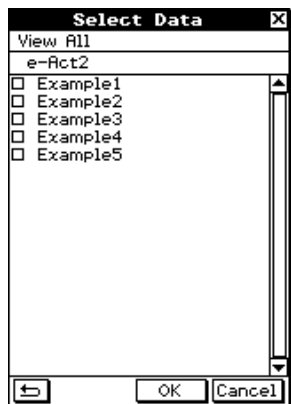 Select Data X
View All
e-Act2
Example1
Example2
Example3
Example4
Example5
OK Cancel